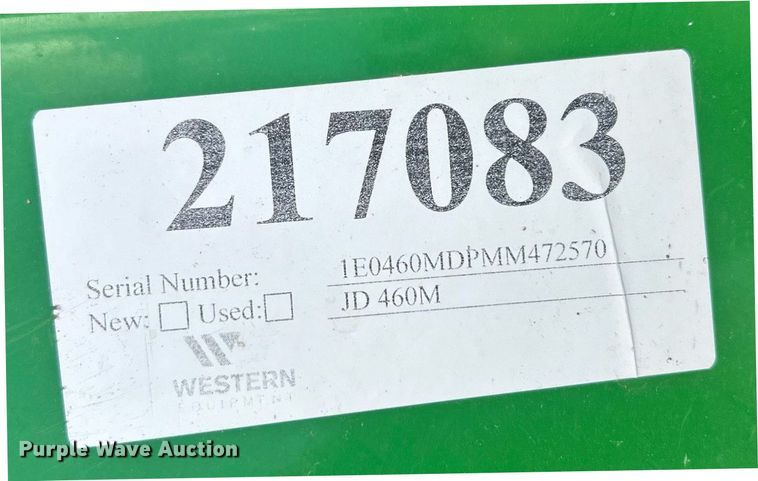 217083
Serial Number: 1E0460MDPMM472570
New: Used: JD 460M
WESTERN
EQUIPMENT
Purple Wave Auction